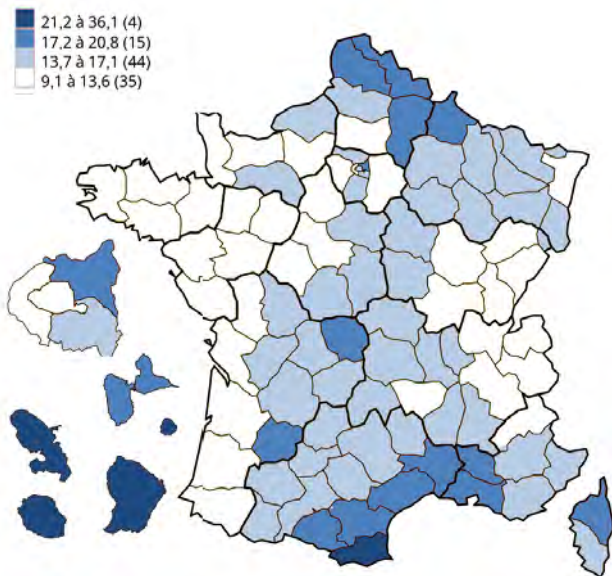 21,2 à 36,1 (4)
17,2 à 20,8 (15)
13,7 à 17,1 (44)
9,1 à 13,6 (35)